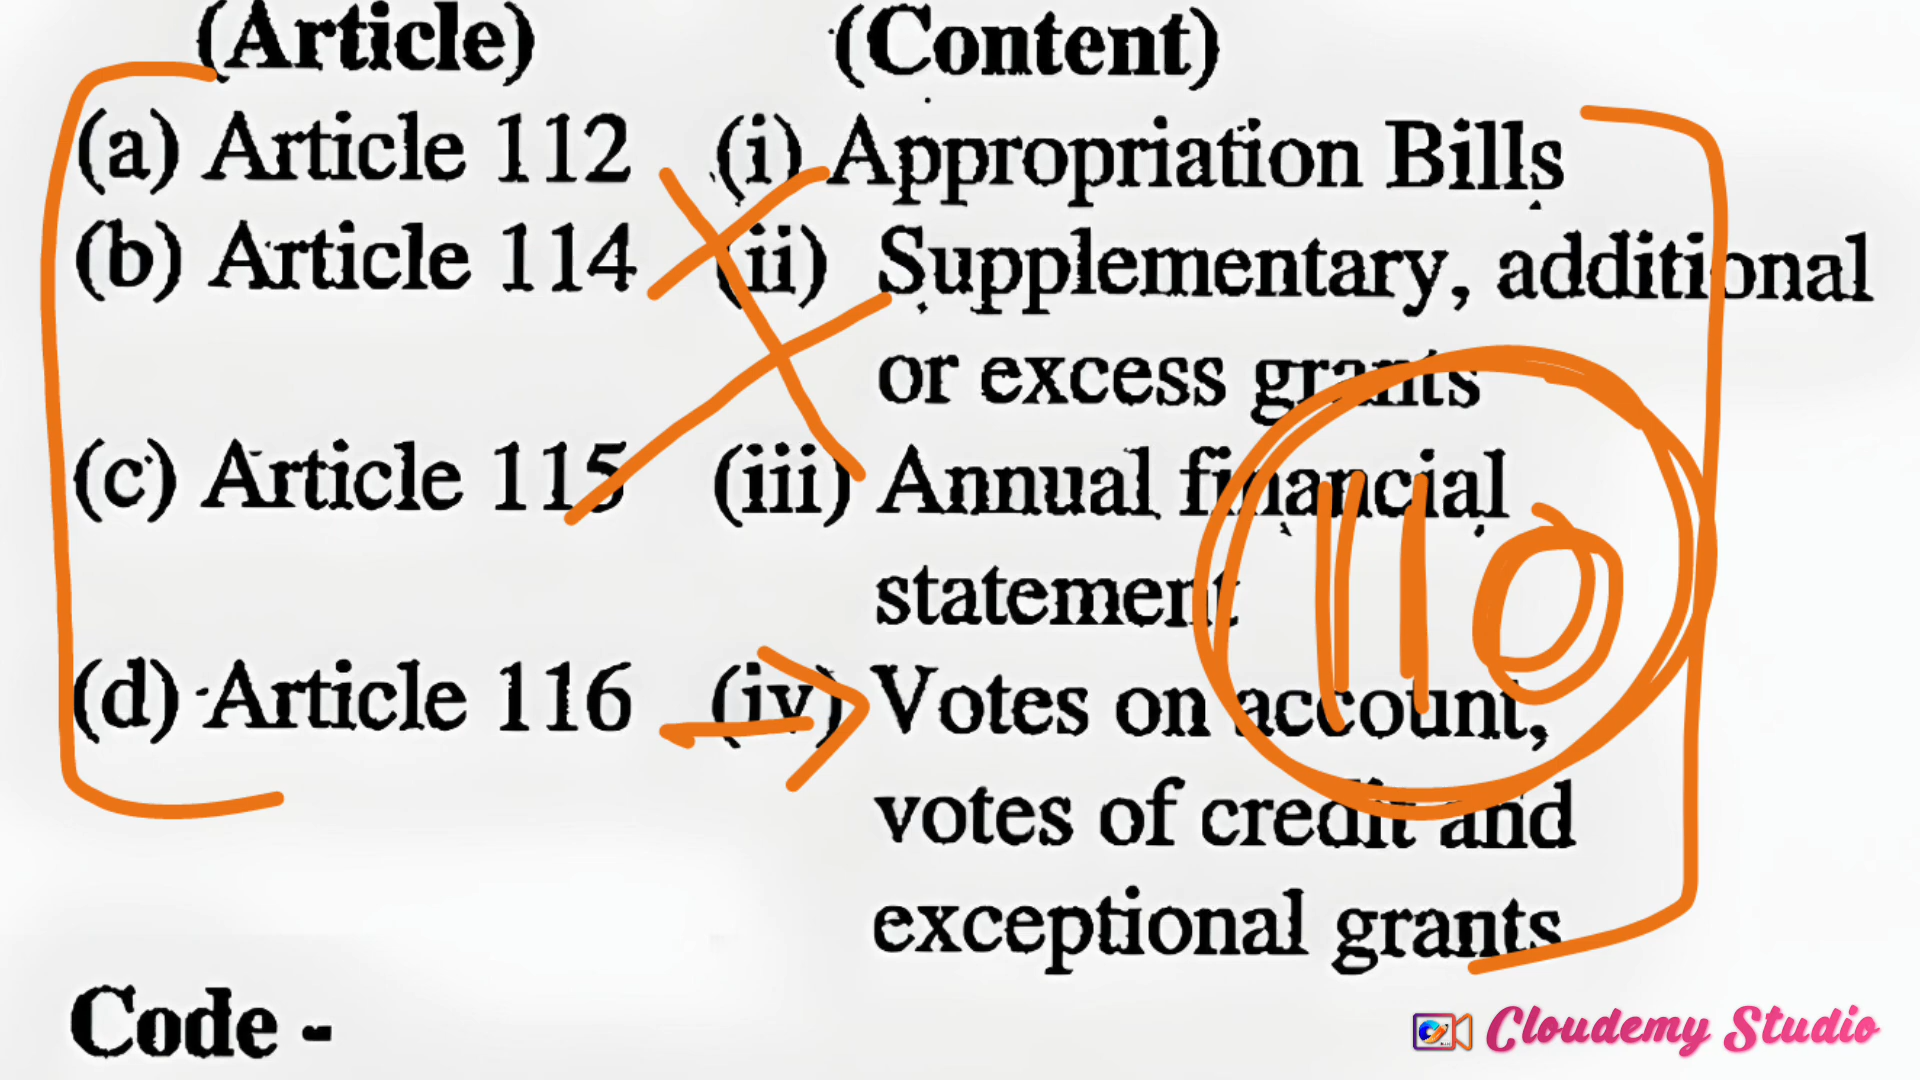 (Article) (Content)
(a) Article 112 (i) Appropriation Bills
(b) Article 114 (ii) Supplementary, additional
or excess grants
(c) Article 115 (iii) Annual financial
statement
110
(d) Article 116 (iv) Votes on account,
votes of credit and
exceptional grants
Code -
Cloudemy Studio